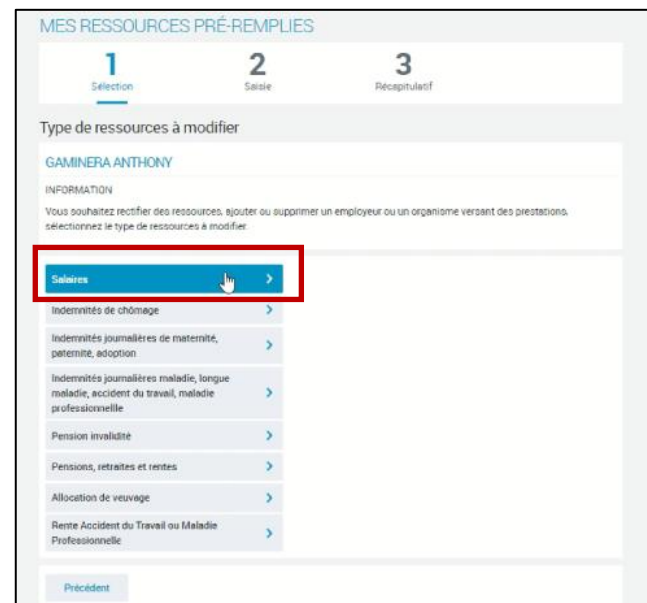 MES RESSOURCES PRÉ-REMPLIES
1 2 3
Sélection Saisie Récapitulatif
Type de ressources à modifier
GAMINERA ANTHONY
INFORMATION
Vous souhaitez rectifier des ressources, ajouter ou supprimer un employeur ou un organisme versant des prestations,
sélectionnez le type de ressources à modifier.
Salaires
Indemnités de chômage
Indemnités journalières de maternité,
paternité, adoption
Indemnités journalières maladie, longue
maladie, accident du travail, maladie
professionnellle
Pension invalidité
Pensions, retraites et rentes
Allocation de veuvage
Rente Accident du Travail ou Maladie
Professionnelle
Précédent